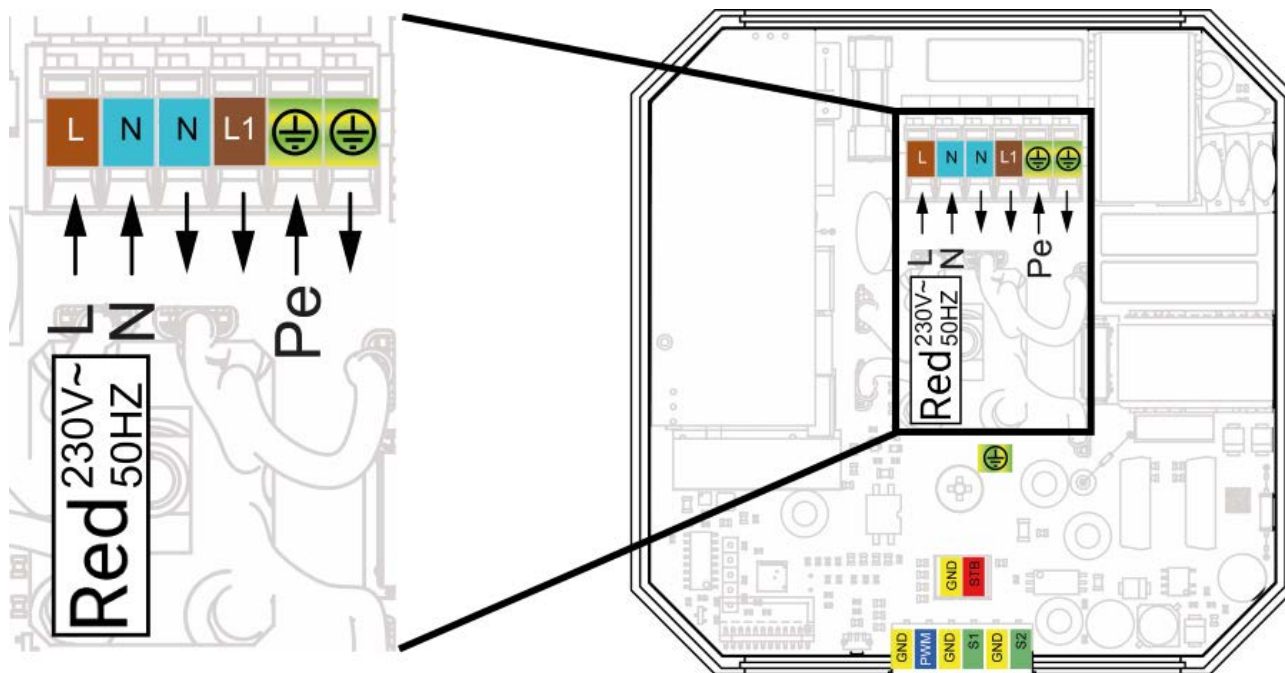 L N N L1
L N Pe
Red 230V~ 50HZ
L N N L1
L N Pe
Red 230V~ 50HZ
GND STB
GND PWM GND S1 GND S2